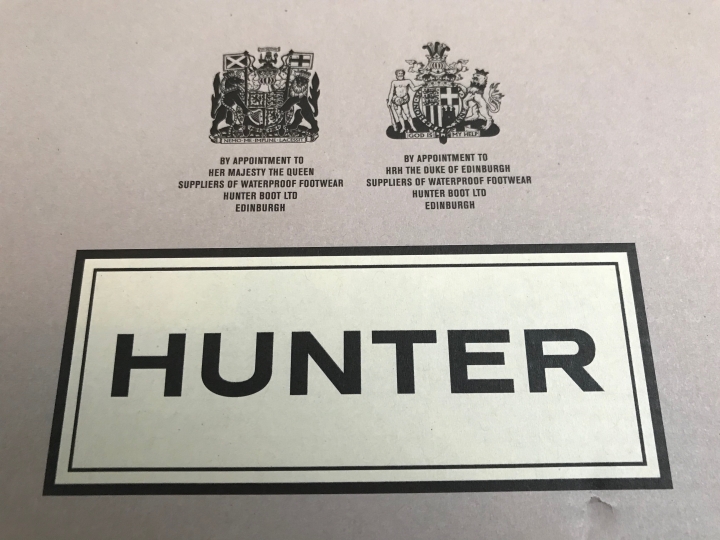 NEMO ME IMPUNE LACESSIT
BY APPOINTMENT TO
HER MAJESTY THE QUEEN
SUPPLIERS OF WATERPROOF FOOTWEAR
HUNTER BOOT LTD
EDINBURGH
GOD IS MY HELP
BY APPOINTMENT TO
HRH THE DUKE OF EDINBURGH
SUPPLIERS OF WATERPROOF FOOTWEAR
HUNTER BOOT LTD
EDINBURGH
HUNTER